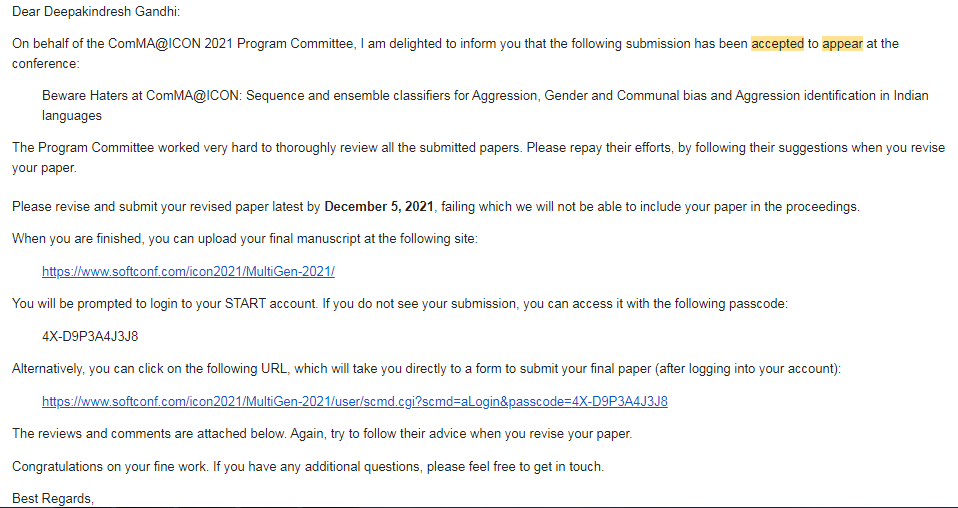 Dear Deepakindresh Gandhi:
On behalf of the ComMA@ICON 2021 Program Committee, I am delighted to inform you that the following submission has been accepted to appear at the
conference:
Beware Haters at ComMA@ICON: Sequence and ensemble classifiers for Aggression, Gender and Communal bias and Aggression identification in Indian
languages
The Program Committee worked very hard to thoroughly review all the submitted papers. Please repay their efforts, by following their suggestions when you revise
your paper.
Please revise and submit your revised paper latest by December 5, 2021, failing which we will not be able to include your paper in the proceedings.
When you are finished, you can upload your final manuscript at the following site:
https://www.softconf.com/icon2021/MultiGen-2021/
You will be prompted to login to your START account. If you do not see your submission, you can access it with the following passcode:
4X-D9P3A4J3J8
Alternatively, you can click on the following URL, which will take you directly to a form to submit your final paper (after logging into your account):
https://www.softconf.com/icon2021/MultiGen-2021/user/scmd.cgi?scmd=aLogin&passcode=4X-D9P3A4J3J8
The reviews and comments are attached below. Again, try to follow their advice when you revise your paper.
Congratulations on your fine work. If you have any additional questions, please feel free to get in touch.
Best Regards,